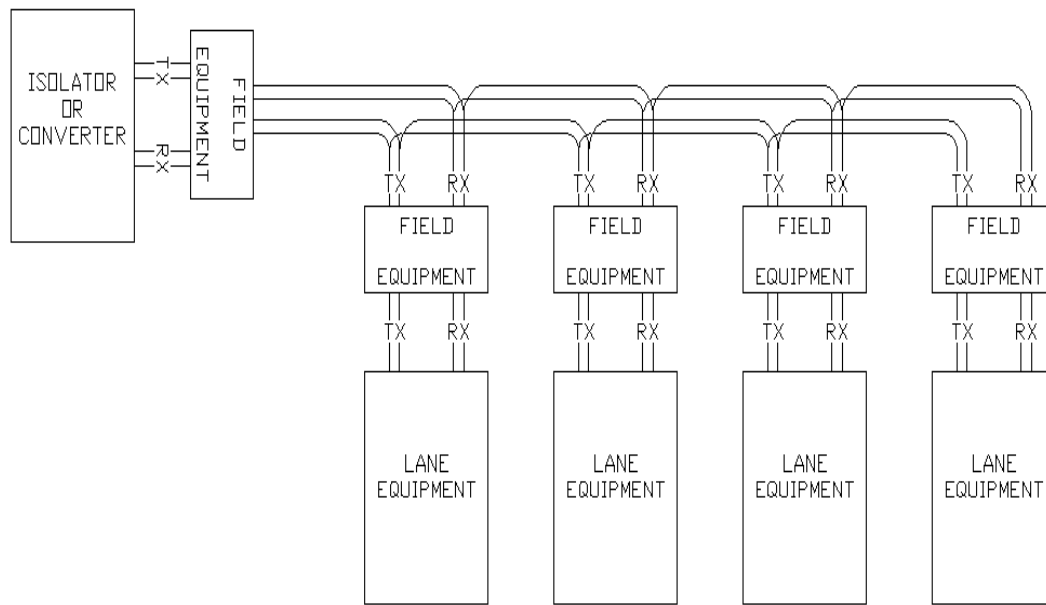 ISOLATOR
OR
CONVERTER
TX
RX
FIELD
EQUIPMENT
TX RX TX RX TX RX TX RX
FIELD FIELD FIELD FIELD
EQUIPMENT EQUIPMENT EQUIPMENT EQUIPMENT
TX RX TX RX TX RX TX RX
LANE LANE LANE LANE
EQUIPMENT EQUIPMENT EQUIPMENT EQUIPMENT